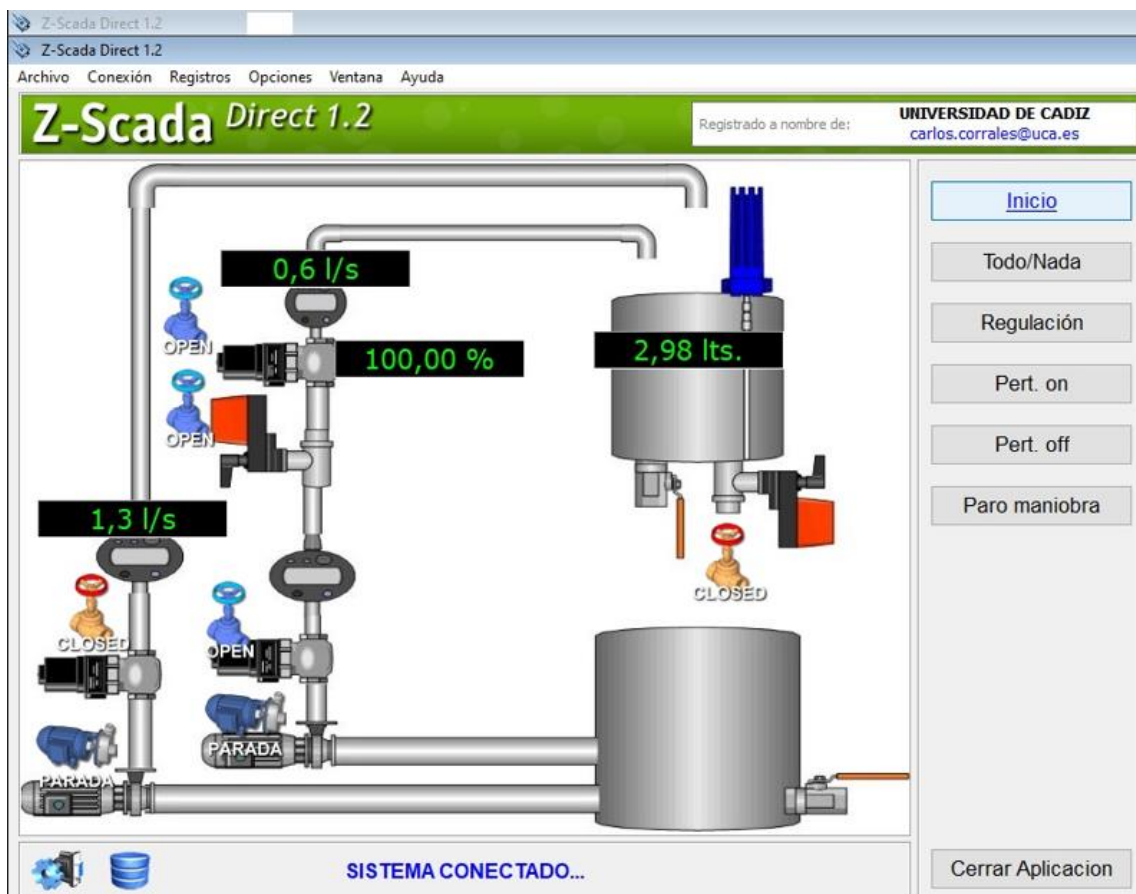 Z-Scada Direct 1.2
Z-Scada Direct 1.2
Archivo Conexión Registros Opciones Ventana Ayuda
Z-Scada Direct 1.2
Registrado a nombre de:
UNIVERSIDAD DE CADIZ
carlos.corrales@uca.es
Inicio
Todo/Nada
Regulación
Pert. on
Pert. off
Paro maniobra
0,6 l/s
OPEN
100,00 %
2,98 lts.
OPEN
1,3 l/s
CLOSED
CLOSED
OPEN
PARADA
PARADA
SISTEMA CONECTADO...
Cerrar Aplicacion